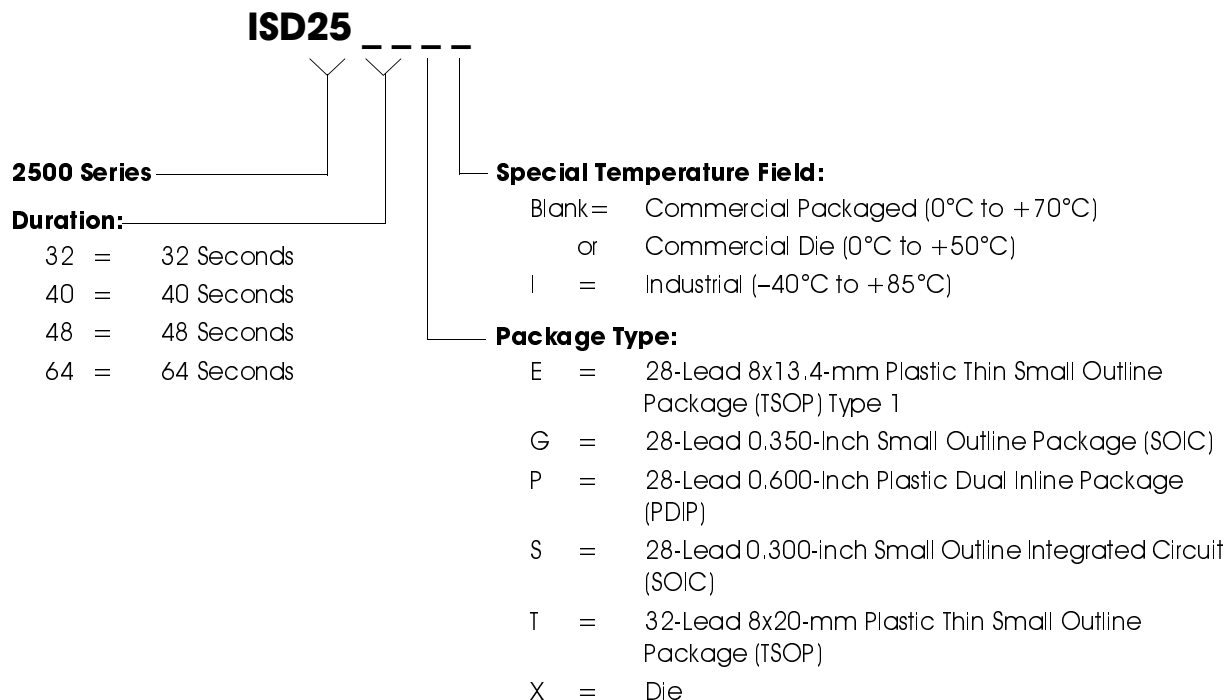 ISD25 _ _ _ _
2500 Series
Duration:
32 = 32 Seconds
40 = 40 Seconds
48 = 48 Seconds
64 = 64 Seconds
Special Temperature Field:
Blank= Commercial Packaged (0°C to +70°C)
or Commercial Die (0°C to +50°C)
I = Industrial (–40°C to +85°C)
Package Type:
E = 28-Lead 8x13.4-mm Plastic Thin Small Outline
Package (TSOP) Type 1
G = 28-Lead 0.350-Inch Small Outline Package (SOIC)
P = 28-Lead 0.600-Inch Plastic Dual Inline Package
(PDIP)
S = 28-Lead 0.300-inch Small Outline Integrated Circuit
(SOIC)
T = 32-Lead 8x20-mm Plastic Thin Small Outline
Package (TSOP)
X = Die